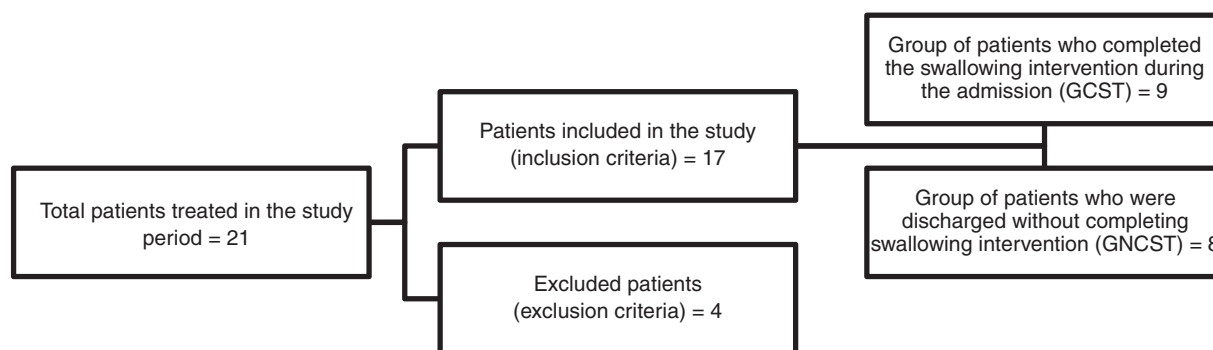 Total patients treated in the study
period = 21
Patients included in the study
(inclusion criteria) = 17
Excluded patients
(exclusion criteria) = 4
Group of patients who completed
the swallowing intervention during
the admission (GCST) = 9
Group of patients who were
discharged without completing
swallowing intervention (GNCST) = 8